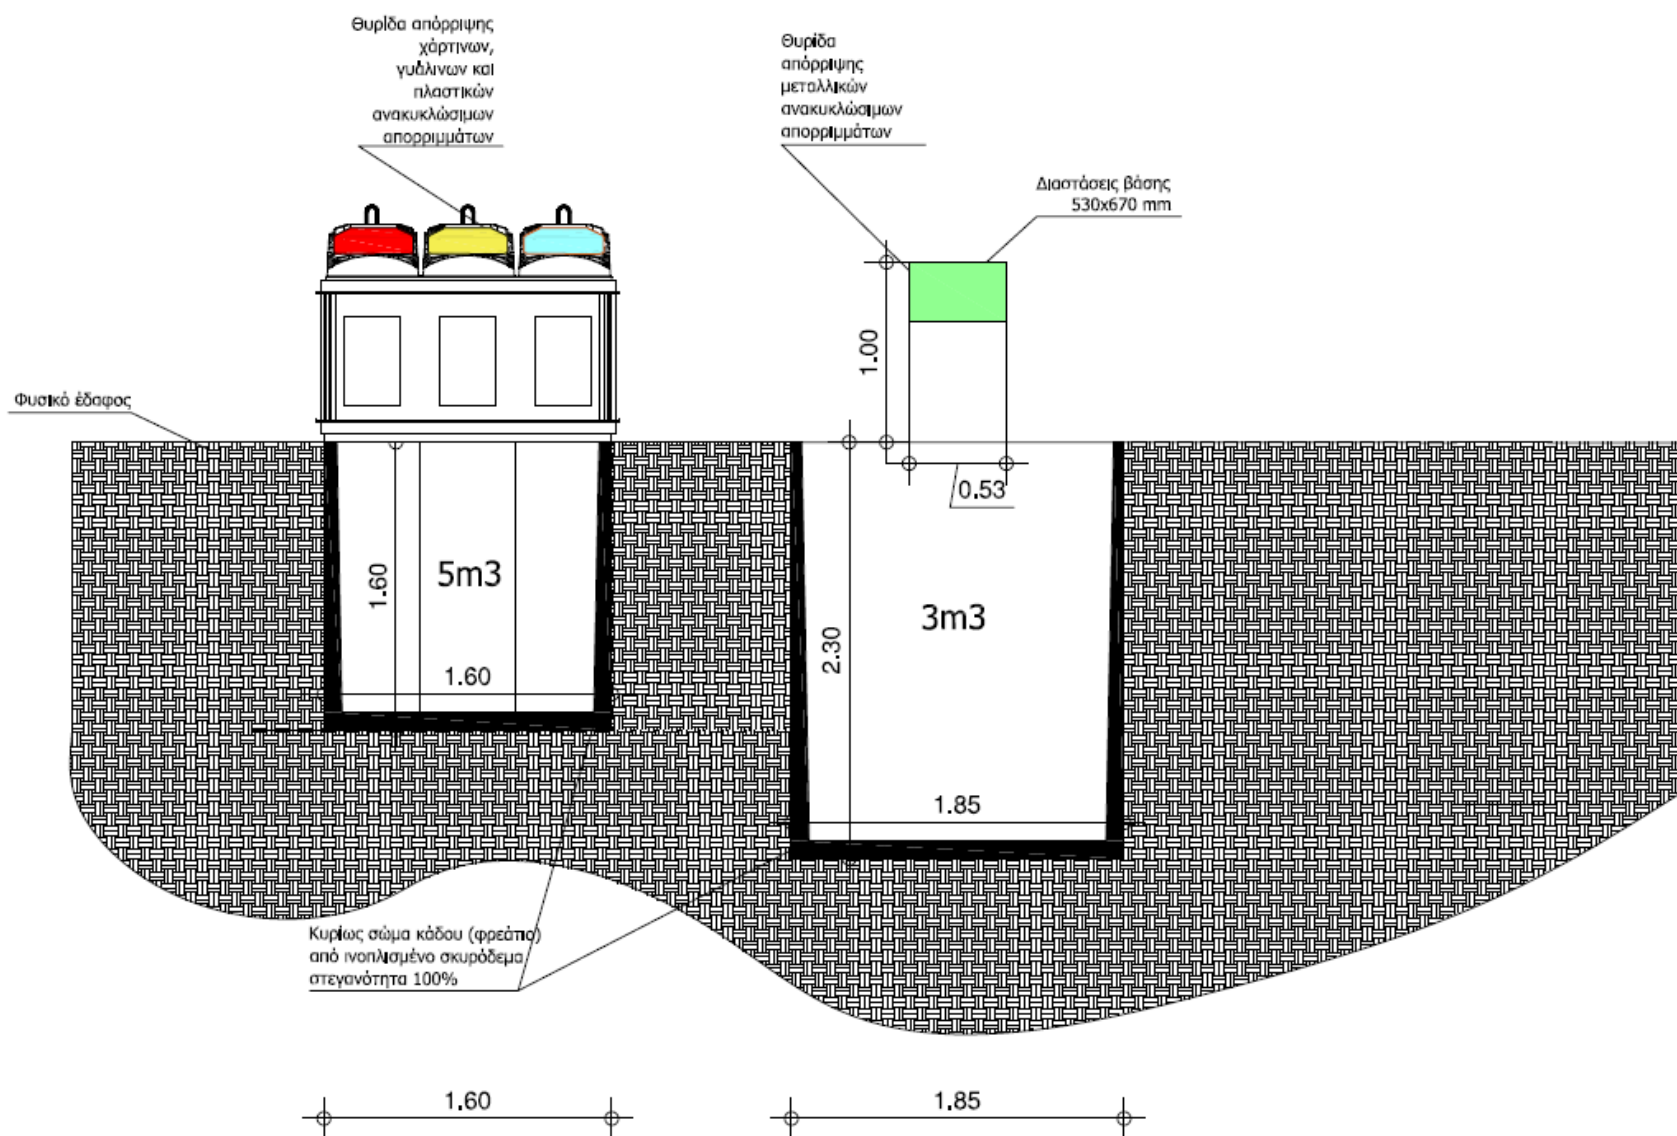 Θυρίδα απόρριψης
χάρτινων,
γυάλινων και
πλαστικών
ανακυκλώσιμων
απορριμμάτων
Θυρίδα
απόρριψης
μεταλλικών
ανακυκλώσιμων
απορριμμάτων
Διαστάσεις βάσης
530x670 mm
1.00
Φυσικό έδαφος
0.53
1.60
5m3
1.60
2.30
3m3
1.85
Κυρίως σώμα κάδου (φρεάτιο)
από ινοπλισμένο σκυρόδεμα
στεγανότητα 100%
1.60
1.85